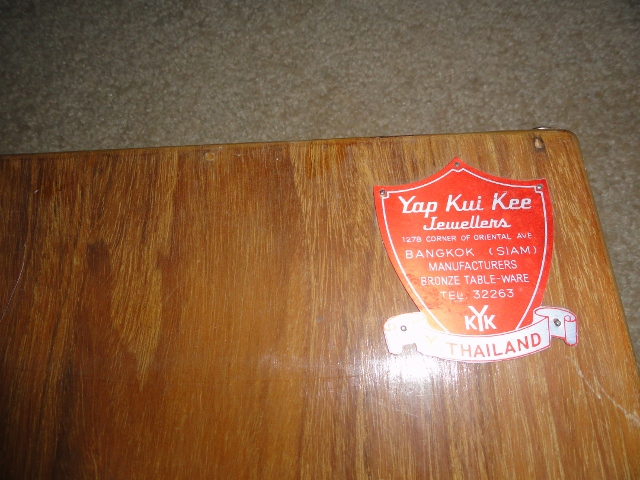 Yap Kui Kee
Jewellers
1278 CORNER OF ORIENTAL AVE
BANGKOK (SIAM)
MANUFACTURERS
BRONZE TABLE-WARE
TEL. 32263
KYK
THAILAND